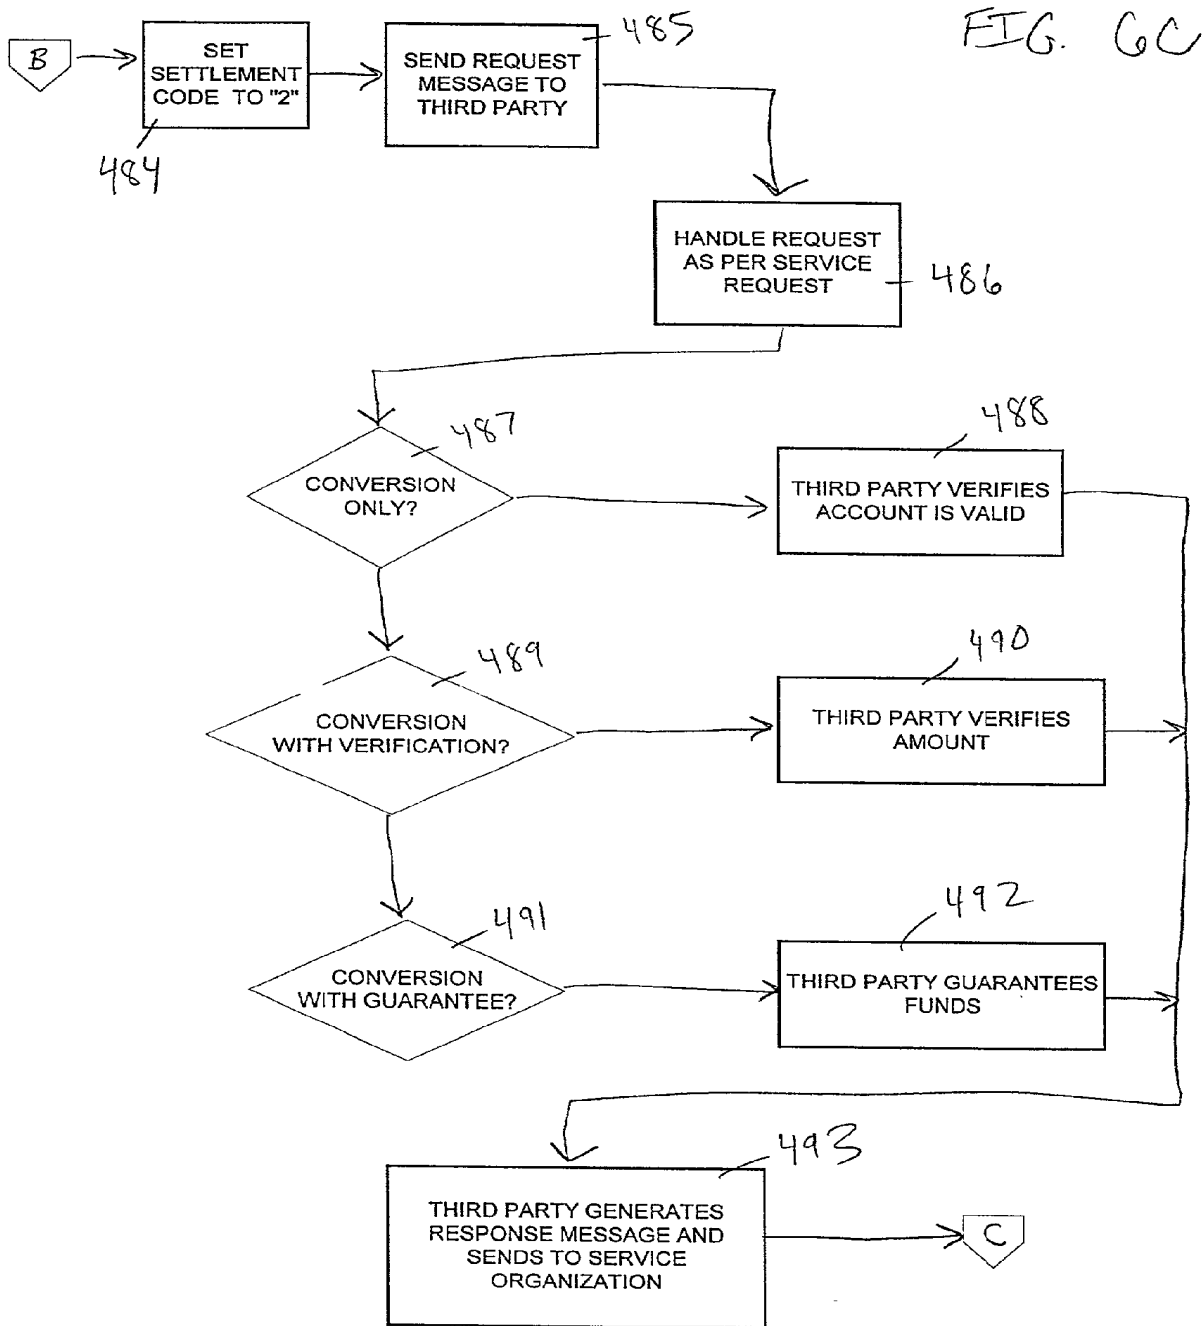 FIG. 6C
B
SET
SETTLEMENT
CODE TO "2"
484
SEND REQUEST
MESSAGE TO
THIRD PARTY
485
HANDLE REQUEST
AS PER SERVICE
REQUEST
486
CONVERSION
ONLY?
487
THIRD PARTY VERIFIES
ACCOUNT IS VALID
488
CONVERSION
WITH VERIFICATION?
489
THIRD PARTY VERIFIES
AMOUNT
490
CONVERSION
WITH GUARANTEE?
491
THIRD PARTY GUARANTEES
FUNDS
492
THIRD PARTY GENERATES
RESPONSE MESSAGE AND
SENDS TO SERVICE
ORGANIZATION
493
C